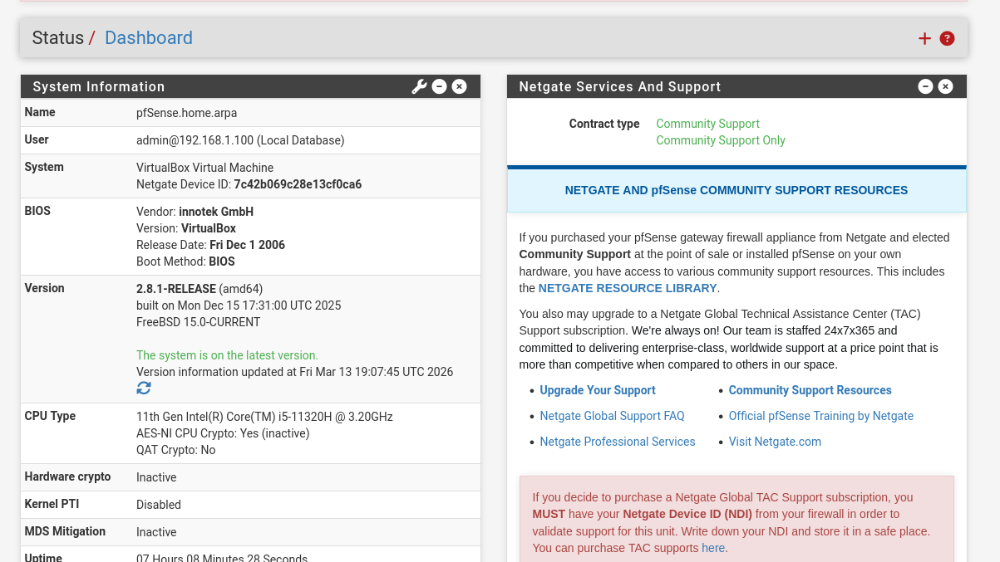 Status / Dashboard
System Information
Name pfSense.home.arpa
User admin@192.168.1.100 (Local Database)
System VirtualBox Virtual Machine
Netgate Device ID: 7c42b069c28e13cf0ca6
BIOS Vendor: innotek GmbH
Version: VirtualBox
Release Date: Fri Dec 1 2006
Boot Method: BIOS
Version 2.8.1-RELEASE (amd64)
built on Mon Dec 15 17:31:00 UTC 2025
FreeBSD 15.0-CURRENT
The system is on the latest version.
Version information updated at Fri Mar 13 19:07:45 UTC 2026
CPU Type 11th Gen Intel(R) Core(TM) i5-11320H @ 3.20GHz
AES-NI CPU Crypto: Yes (inactive)
QAT Crypto: No
Hardware crypto Inactive
Kernel PTI Disabled
MDS Mitigation Inactive
Uptime 07 Hours 08 Minutes 28 Seconds
Netgate Services And Support
Contract type Community Support
Community Support Only
NETGATE AND pfSense COMMUNITY SUPPORT RESOURCES
If you purchased your pfSense gateway firewall appliance from Netgate and elected
Community Support at the point of sale or installed pfSense on your own
hardware, you have access to various community support resources. This includes
the NETGATE RESOURCE LIBRARY.
You also may upgrade to a Netgate Global Technical Assistance Center (TAC)
Support subscription. We're always on! Our team is staffed 24x7x365 and
committed to delivering enterprise-class, worldwide support at a price point that is
more than competitive when compared to others in our space.
• Upgrade Your Support • Community Support Resources
• Netgate Global Support FAQ • Official pfSense Training by Netgate
• Netgate Professional Services • Visit Netgate.com
If you decide to purchase a Netgate Global TAC Support subscription, you
MUST have your Netgate Device ID (NDI) from your firewall in order to
validate support for this unit. Write down your NDI and store it in a safe place.
You can purchase TAC supports here.